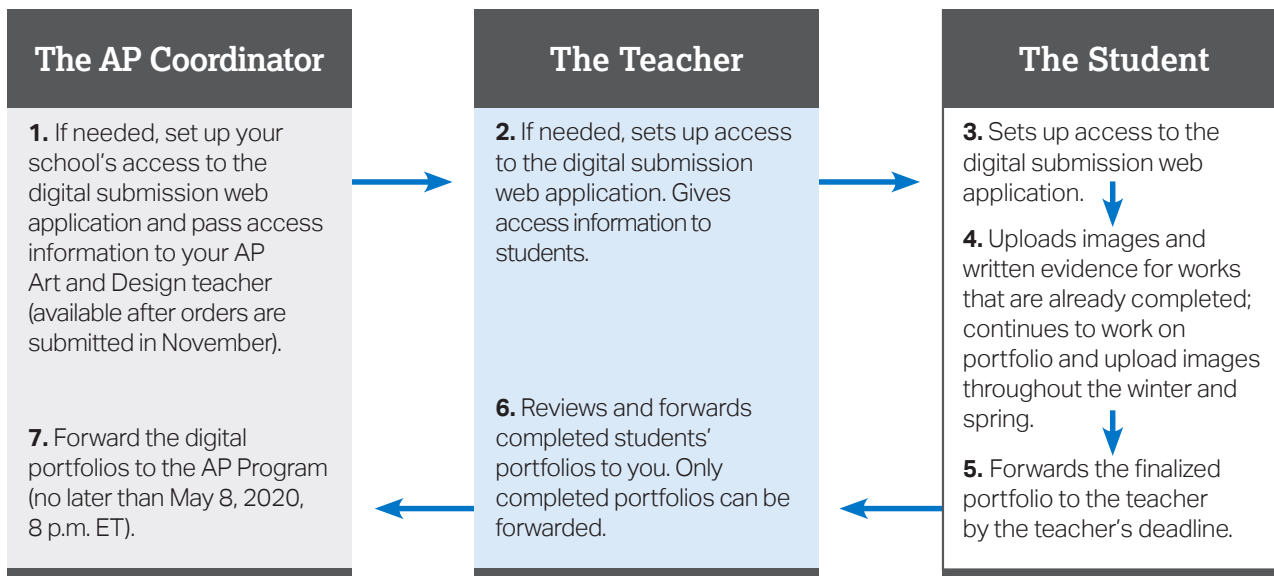 The AP Coordinator
1. If needed, set up your
school’s access to the
digital submission web
application and pass access
information to your AP
Art and Design teacher
(available after orders are
submitted in November).
7. Forward the digital
portfolios to the AP Program
(no later than May 8, 2020,
8 p.m. ET).
The Teacher
2. If needed, sets up access
to the digital submission
web application. Gives
access information to
students.
6. Reviews and forwards
completed students’
portfolios to you. Only
completed portfolios can be
forwarded.
The Student
3. Sets up access to the
digital submission web
application.
4. Uploads images and
written evidence for works
that are already completed;
continues to work on
portfolio and upload images
throughout the winter and
spring.
5. Forwards the finalized
portfolio to the teacher
by the teacher’s deadline.